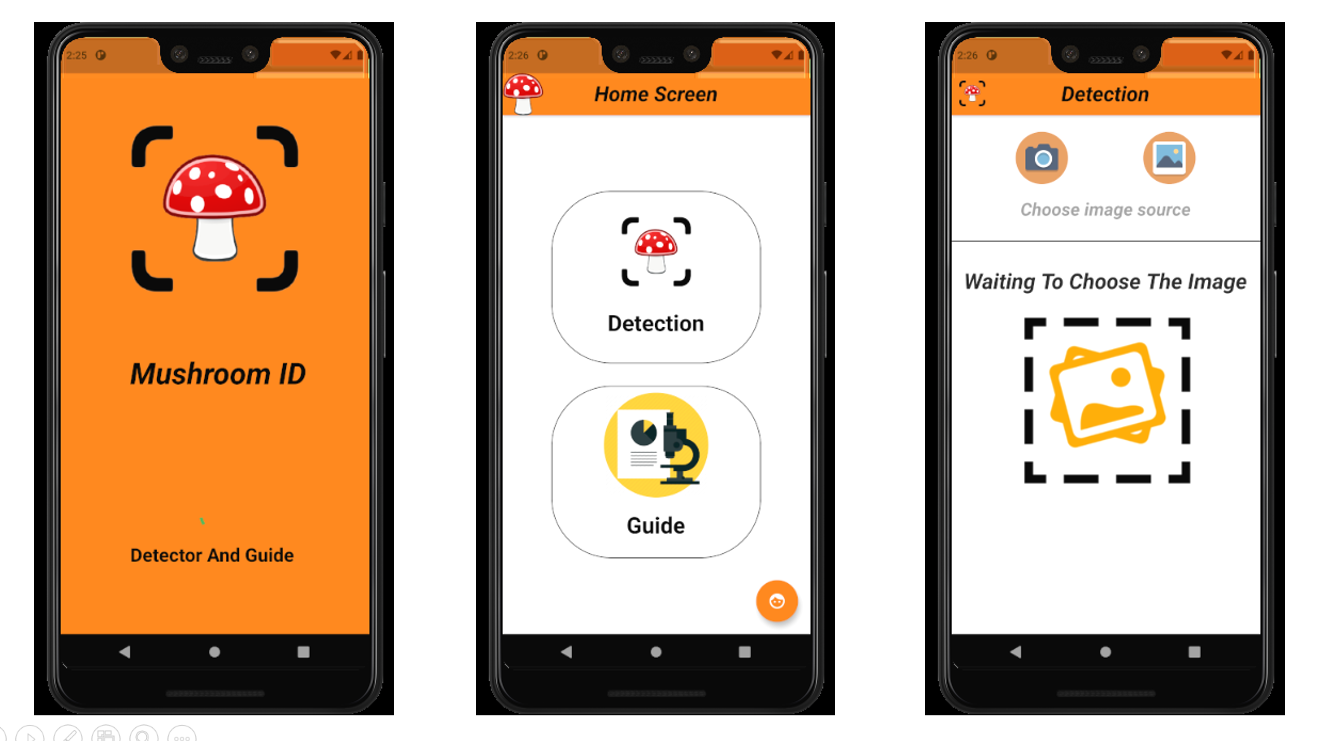 2:25
Mushroom ID
Detector And Guide
2:26
Home Screen
Detection
Guide
2:26
Detection
Choose image source
Waiting To Choose The Image